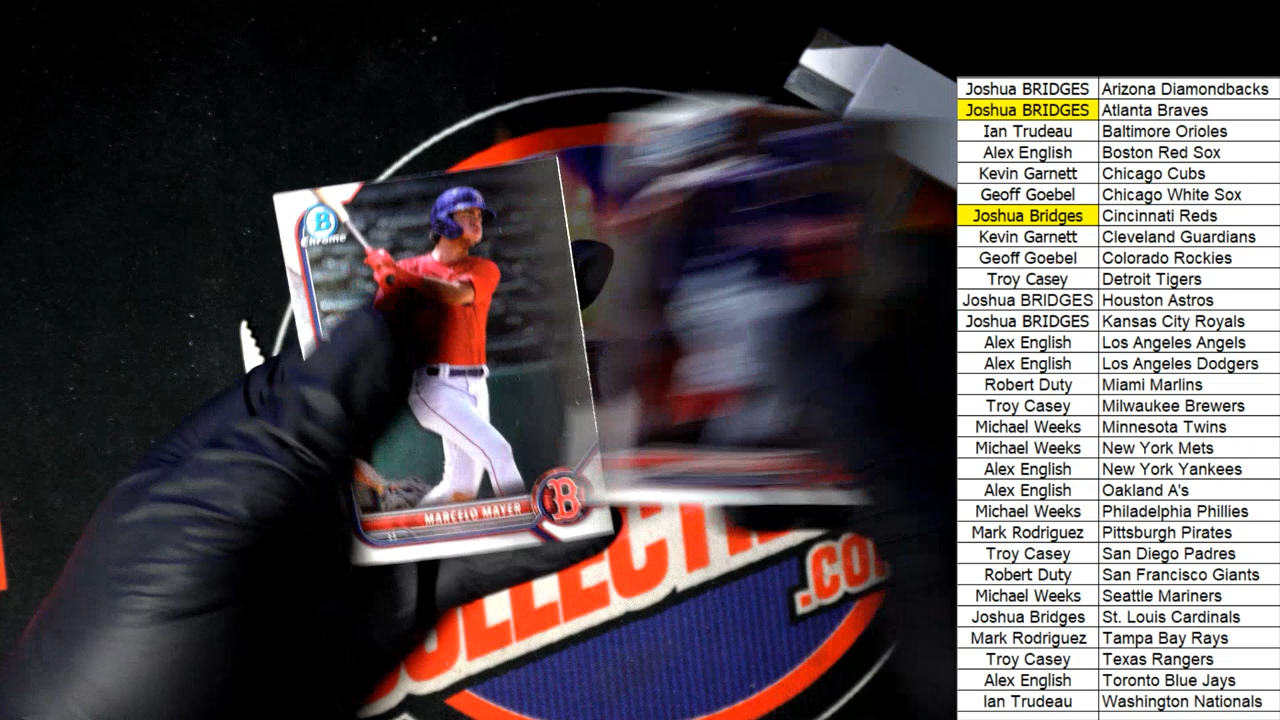 B
Chrome
MARCELO MAYER
SS
B
COLLECTI
.CO
Joshua BRIDGES Arizona Diamondbacks
Joshua BRIDGES Atlanta Braves
Ian Trudeau Baltimore Orioles
Alex English Boston Red Sox
Kevin Garnett Chicago Cubs
Geoff Goebel Chicago White Sox
Joshua Bridges Cincinnati Reds
Kevin Garnett Cleveland Guardians
Geoff Goebel Colorado Rockies
Troy Casey Detroit Tigers
Joshua BRIDGES Houston Astros
Joshua BRIDGES Kansas City Royals
Alex English Los Angeles Angels
Alex English Los Angeles Dodgers
Robert Duty Miami Marlins
Troy Casey Milwaukee Brewers
Michael Weeks Minnesota Twins
Michael Weeks New York Mets
Alex English New York Yankees
Alex English Oakland A's
Michael Weeks Philadelphia Phillies
Mark Rodriguez Pittsburgh Pirates
Troy Casey San Diego Padres
Robert Duty San Francisco Giants
Michael Weeks Seattle Mariners
Joshua Bridges St. Louis Cardinals
Mark Rodriguez Tampa Bay Rays
Troy Casey Texas Rangers
Alex English Toronto Blue Jays
Ian Trudeau Washington Nationals